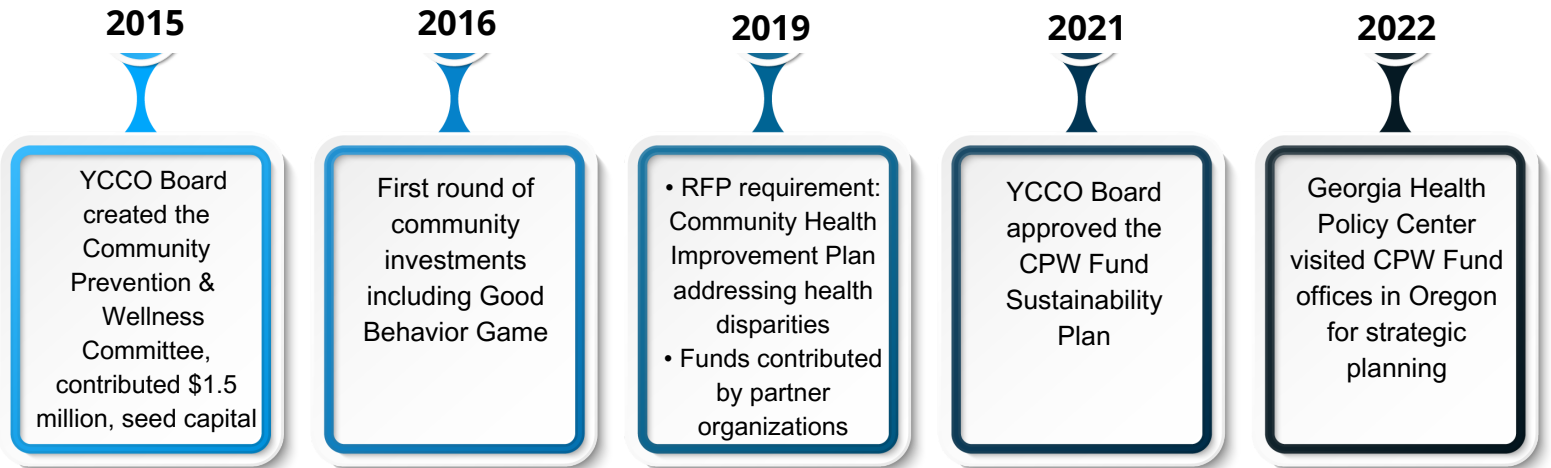 2015
YCCO Board
created the
Community
Prevention &
Wellness
Committee,
contributed $1.5
million, seed capital
2016
First round of
community
investments
including Good
Behavior Game
2019
• RFP requirement:
Community Health
Improvement Plan
addressing health
disparities
• Funds contributed
by partner
organizations
2021
YCCO Board
approved the
CPW Fund
Sustainability
Plan
2022
Georgia Health
Policy Center
visited CPW Fund
offices in Oregon
for strategic
planning